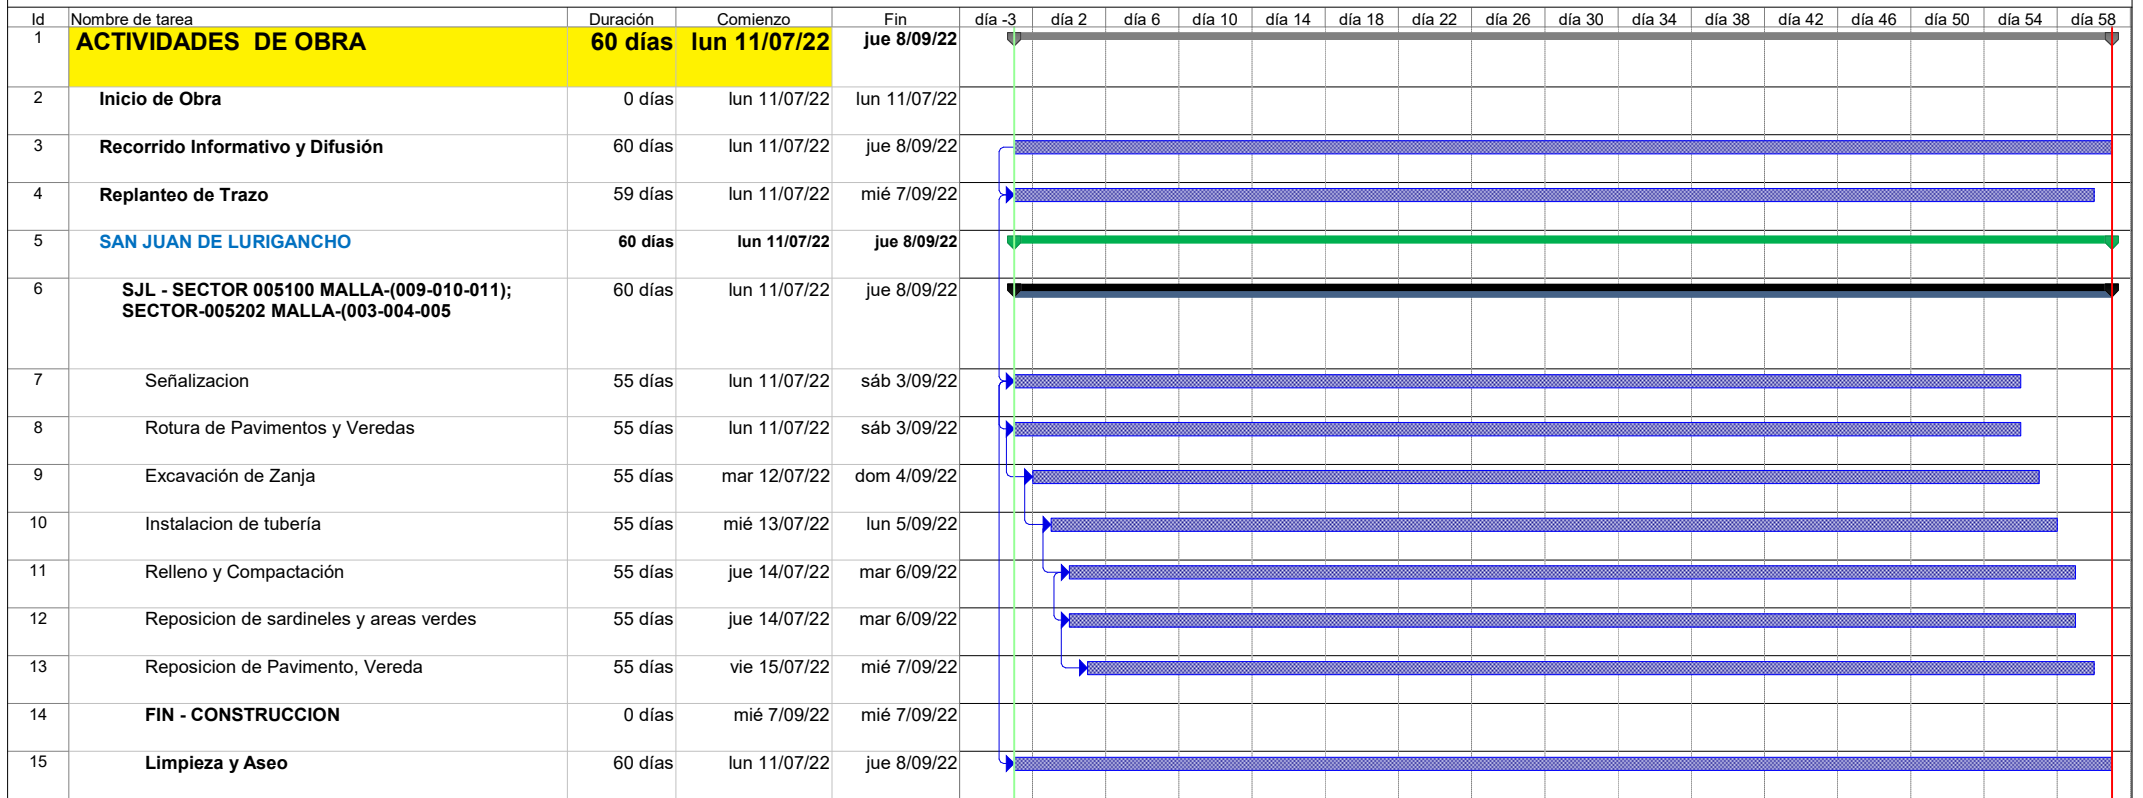 Id Nombre de tarea Duración Comienzo Fin día -3 día 2 día 6 día 10 día 14 día 18 día 22 día 26 día 30 día 34 día 38 día 42 día 46 día 50 día 54 día 58
1 ACTIVIDADES DE OBRA 60 días lun 11/07/22 jue 8/09/22
2 Inicio de Obra 0 días lun 11/07/22 lun 11/07/22
3 Recorrido Informativo y Difusión 60 días lun 11/07/22 jue 8/09/22
4 Replanteo de Trazo 59 días lun 11/07/22 mié 7/09/22
5 SAN JUAN DE LURIGANCHO 60 días lun 11/07/22 jue 8/09/22
6 SJL - SECTOR 005100 MALLA-(009-010-011); 60 días lun 11/07/22 jue 8/09/22
SECTOR-005202 MALLA-(003-004-005
7 Señalizacion 55 días lun 11/07/22 sáb 3/09/22
8 Rotura de Pavimentos y Veredas 55 días lun 11/07/22 sáb 3/09/22
9 Excavación de Zanja 55 días mar 12/07/22 dom 4/09/22
10 Instalacion de tubería 55 días mié 13/07/22 lun 5/09/22
11 Relleno y Compactación 55 días jue 14/07/22 mar 6/09/22
12 Reposicion de sardineles y areas verdes 55 días jue 14/07/22 mar 6/09/22
13 Reposicion de Pavimento, Vereda 55 días vie 15/07/22 mié 7/09/22
14 FIN - CONSTRUCCION 0 días mié 7/09/22 mié 7/09/22
15 Limpieza y Aseo 60 días lun 11/07/22 jue 8/09/22